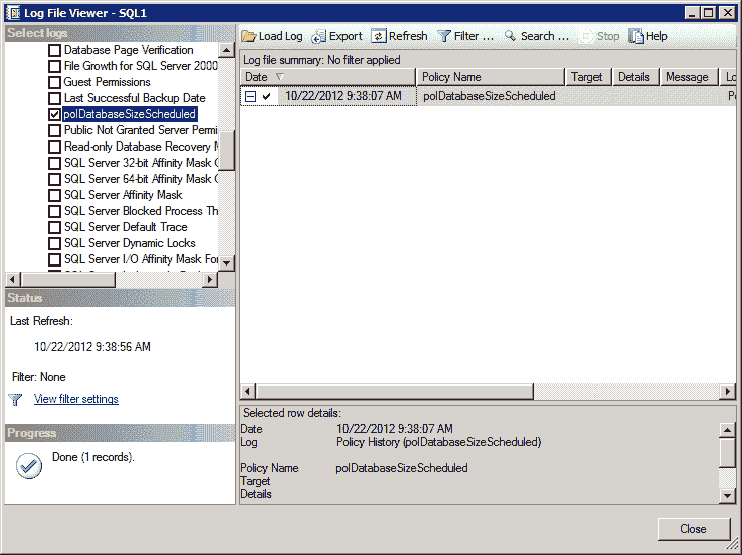 Log File Viewer - SQL1
Select logs
Database Page Verification
File Growth for SQL Server 2000
Guest Permissions
Last Successful Backup Date
polDatabaseSizeScheduled
Public Not Granted Server Permi
Read-only Database Recovery M
SQL Server 32-bit Affinity Mask O
SQL Server 64-bit Affinity Mask O
SQL Server Affinity Mask
SQL Server Blocked Process Th
SQL Server Default Trace
SQL Server Dynamic Locks
SQL Server I/O Affinity Mask For
Status
Last Refresh:
10/22/2012 9:38:56 AM
Filter: None
View filter settings
Progress
Done (1 records).
Load Log Export Refresh Filter ... Search ... Stop Help
Log file summary: No filter applied
Date Policy Name Target Details Message Lo
10/22/2012 9:38:07 AM polDatabaseSizeScheduled Po
Selected row details:
Date 10/22/2012 9:38:07 AM
Log Policy History (polDatabaseSizeScheduled)
Policy Name polDatabaseSizeScheduled
Target
Details
Close